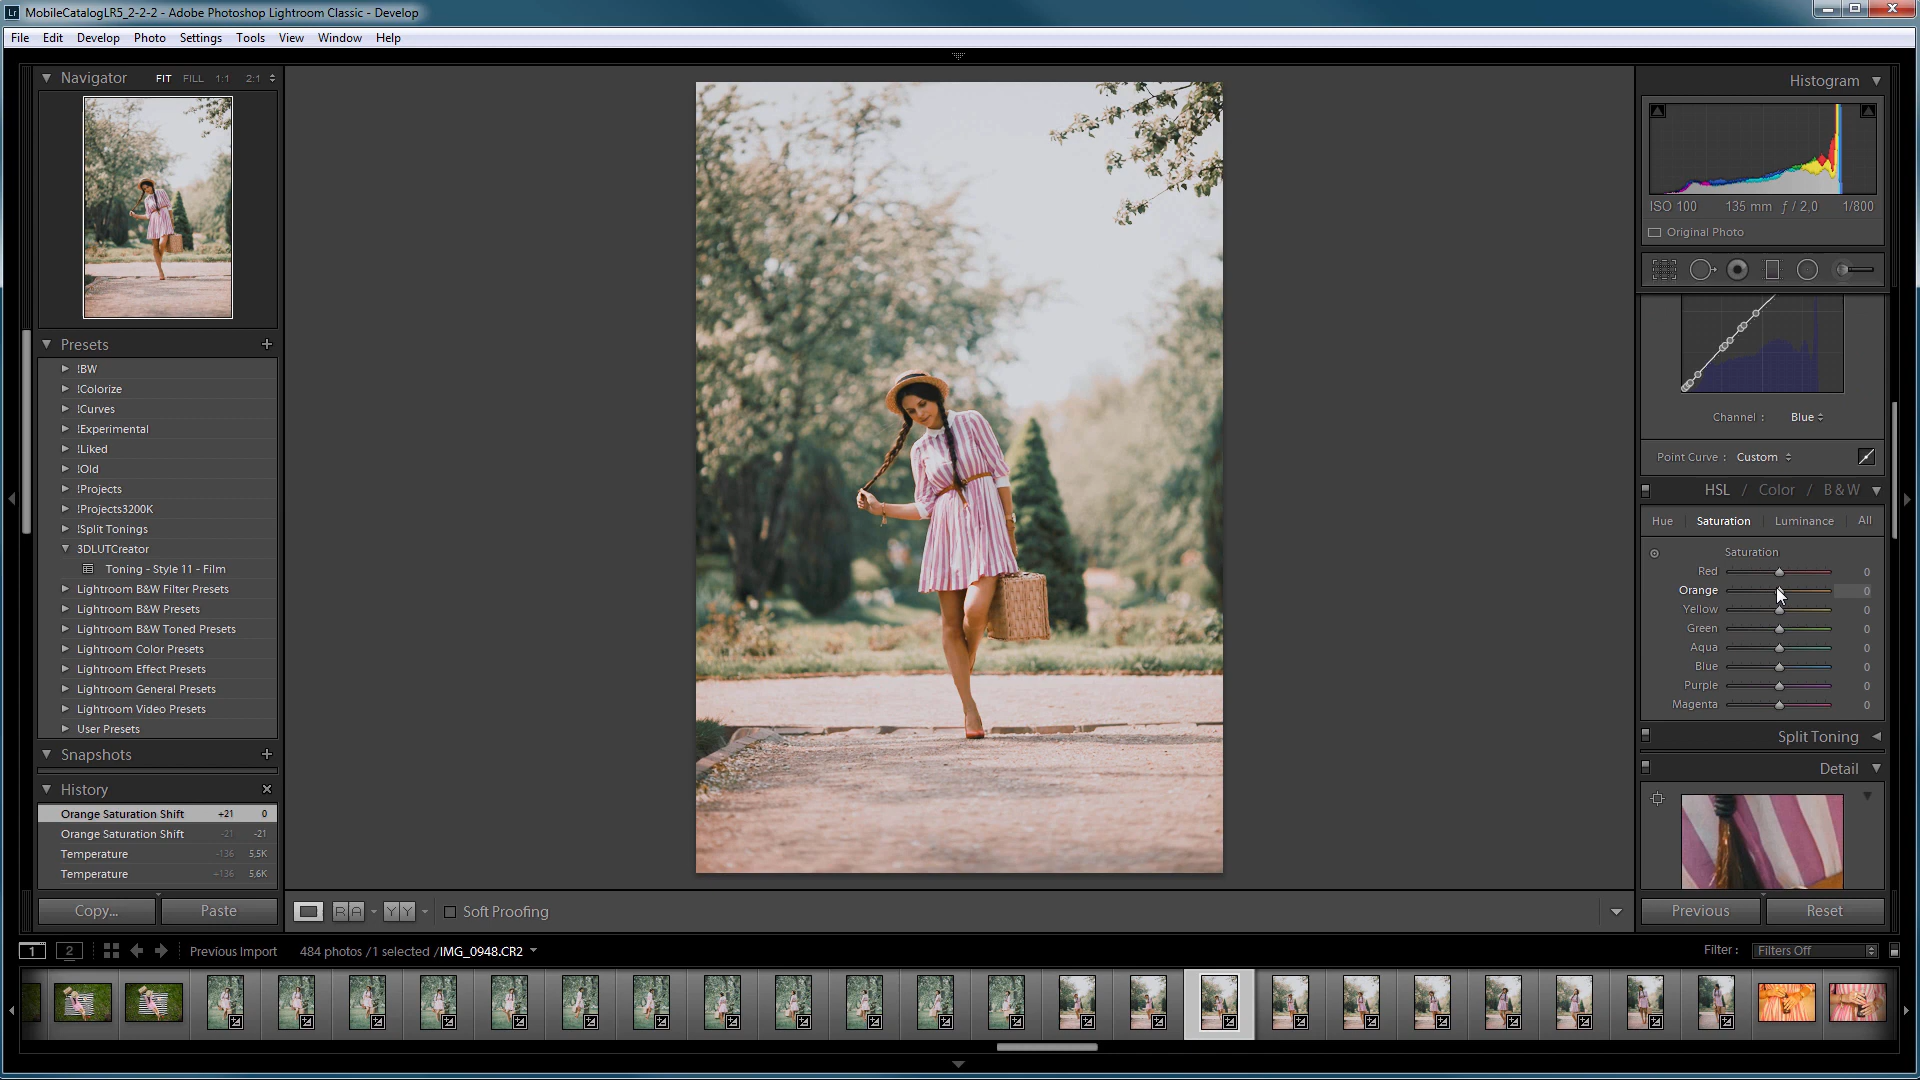 Lr MobileCatalogLR5_2-2-2 - Adobe Photoshop Lightroom Classic - Develop
File Edit Develop Photo Settings Tools View Window Help
Navigator FIT FILL 1:1 2:1
Histogram
ISO 100 135 mm ƒ / 2,0 1/800
Original Photo
Presets
!BW
!Colorize
!Curves
!Experimental
!Liked
!Old
!Projects
!Projects3200K
!Split Tonings
3DLUTCreator
Toning - Style 11 - Film
Lightroom B&W Filter Presets
Lightroom B&W Presets
Lightroom B&W Toned Presets
Lightroom Color Presets
Lightroom Effect Presets
Lightroom General Presets
Lightroom Video Presets
User Presets
Snapshots
History
Orange Saturation Shift +21 0
Orange Saturation Shift -21 -21
Temperature -136 5.5K
Temperature +136 5.6K
Copy... Paste
Channel : Blue
Point Curve : Custom
HSL / Color / B & W
Hue Saturation Luminance All
Saturation
Red 0
Orange 0
Yellow 0
Green 0
Aqua 0
Blue 0
Purple 0
Magenta 0
Split Toning
Detail
Previous Reset
R A Y Y Soft Proofing
1 2 Previous Import 484 photos /1 selected /IMG_0948.CR2 Filter : Filters Off